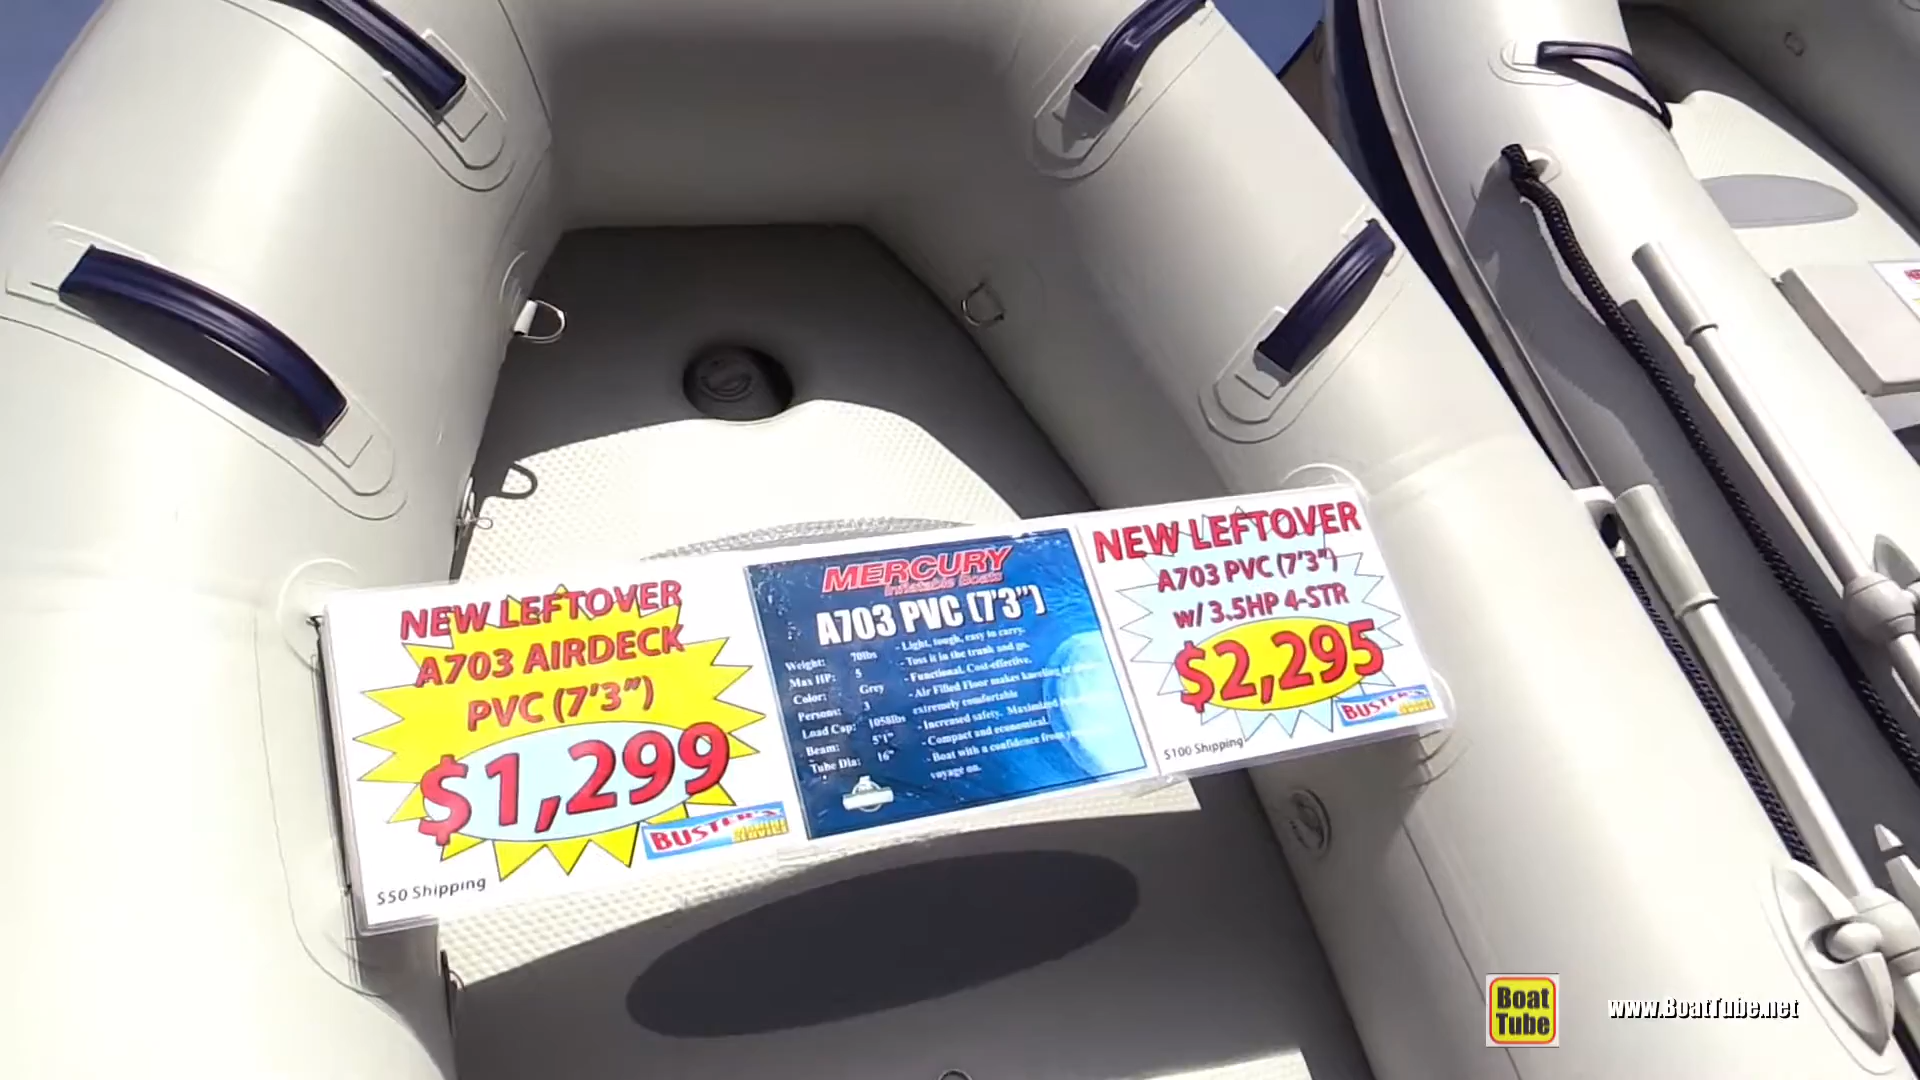 NEW LEFTOVER
A703 AIRDECK
PVC (7'3")
$1,299
BUSTER'S
MARINE SERVICE
$50 Shipping
MERCURY
Inflatable Boats
A703 PVC (7'3")
Weight: 70lbs
Max HP: 5
Color: Grey
Persons: 3
Load Cap: 1058lbs
Beam: 5'1"
Tube Dia: 16"
- Light, tough, easy to carry.
- Toss it in the trunk and go.
- Functional. Cost-effective.
- Air Filled Floor makes kneeling
extremely comfortable
- Increased safety. Maximized
- Compact and economical.
- Boat with a confidence from
voyage on.
NEW LEFTOVER
A703 PVC (7'3")
w/ 3.5HP 4-STR
$2,295
BUSTER'S
$100 Shipping
Boat
Tube
www.BoatTube.net